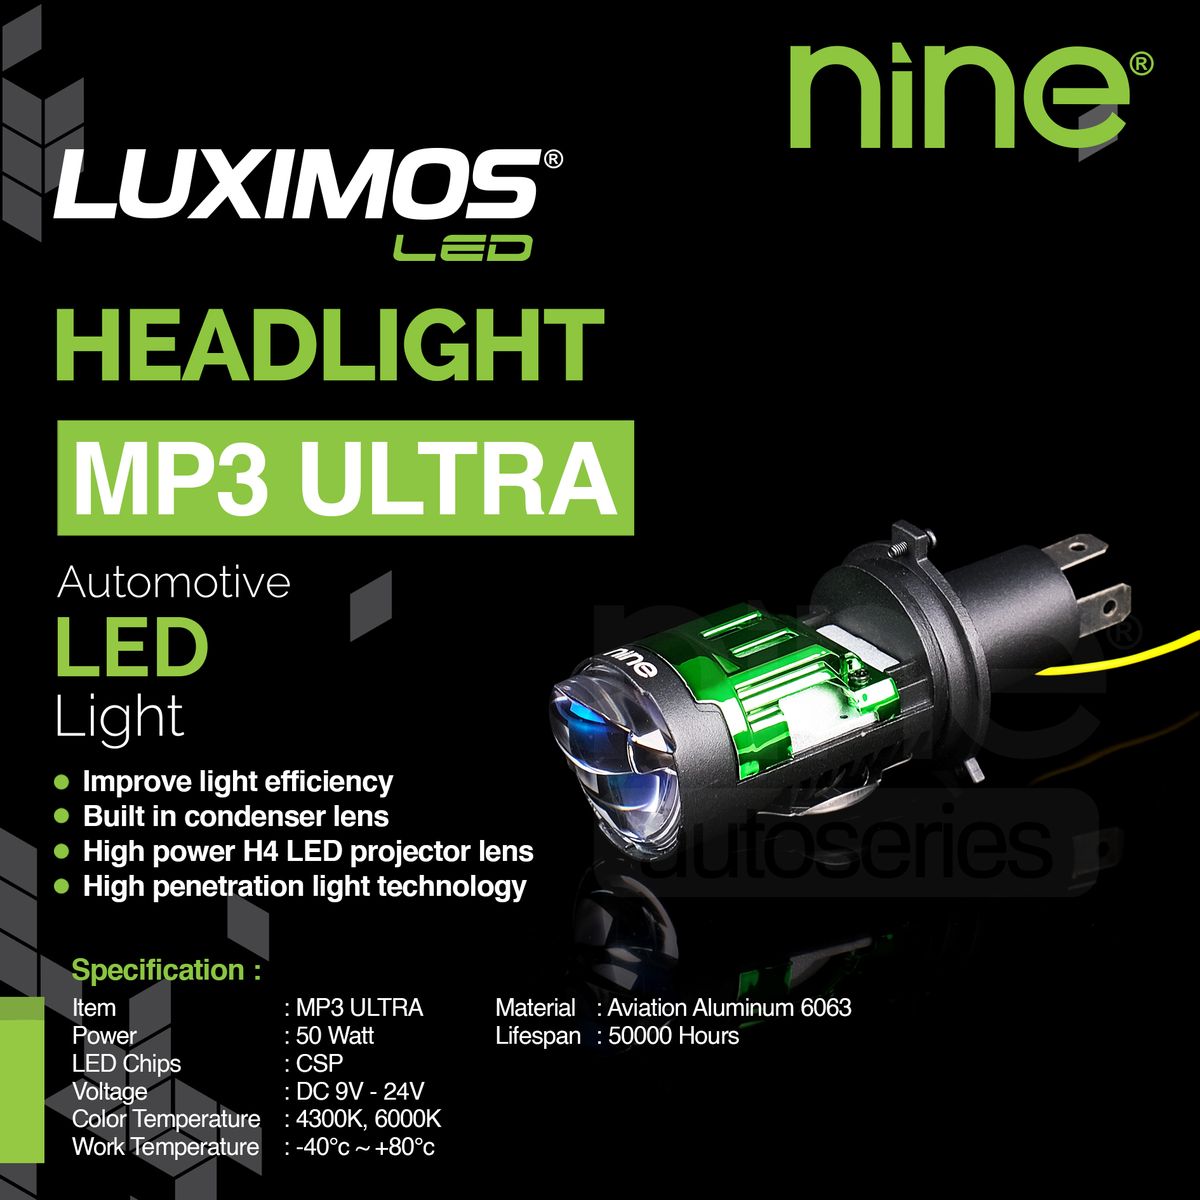 nine®
LUXIMOS®
LED
HEADLIGHT
MP3 ULTRA
Automotive
LED
Light
• Improve light efficiency
• Built in condenser lens
• High power H4 LED projector lens
• High penetration light technology
nine
nine®
autoseries
Specification :
Item : MP3 ULTRA
Power : 50 Watt
LED Chips : CSP
Voltage : DC 9V - 24V
Color Temperature : 4300K, 6000K
Work Temperature : -40°c ~ +80°c
Material : Aviation Aluminum 6063
Lifespan : 50000 Hours